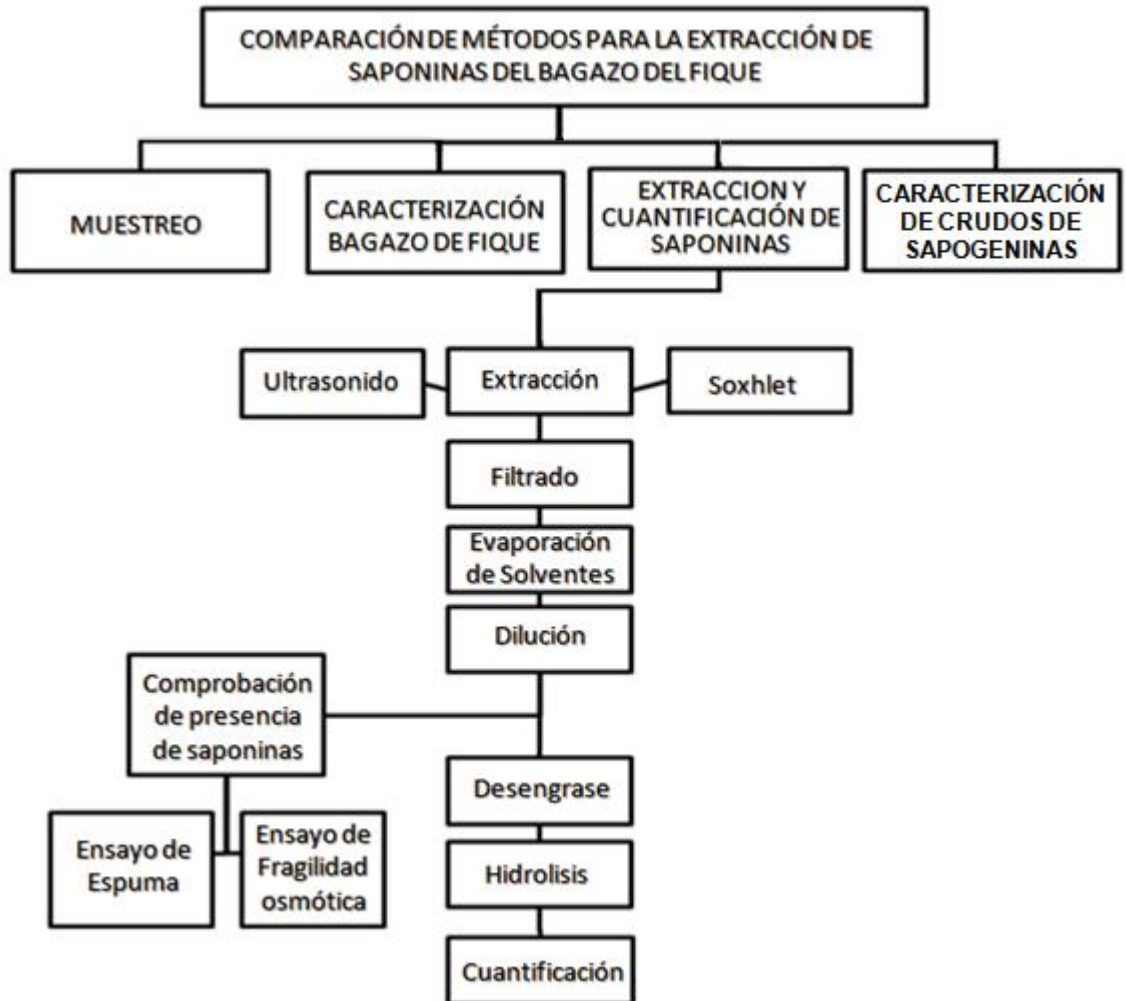 COMPARACIÓN DE MÉTODOS PARA LA EXTRACCIÓN DE
SAPONINAS DEL BAGAZO DEL FIQUE
MUESTREO
CARACTERIZACIÓN
BAGAZO DE FIQUE
EXTRACCION Y
CUANTIFICACIÓN DE
SAPONINAS
CARACTERIZACIÓN
DE CRUDOS DE
SAPOGENINAS
Ultrasonido
Extracción
Soxhlet
Filtrado
Evaporación
de Solventes
Dilución
Comprobación
de presencia
de saponinas
Ensayo de
Espuma
Ensayo de
Fragilidad
osmótica
Desengrase
Hidrolisis
Cuantificación